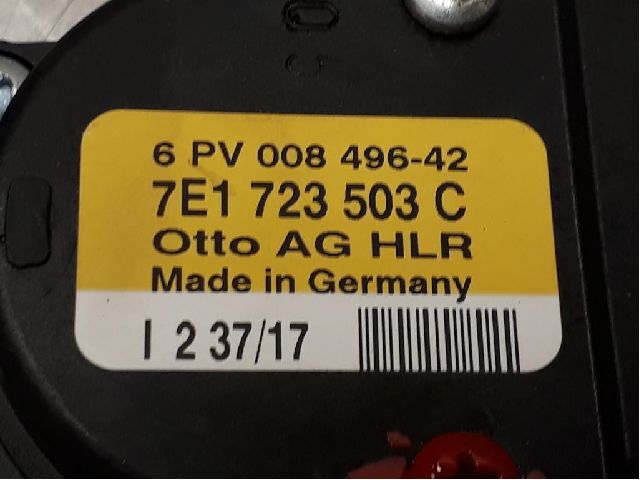 6 PV 008 496-42
7E1 723 503 C
Otto AG HLR
Made in Germany
I 2 37/17